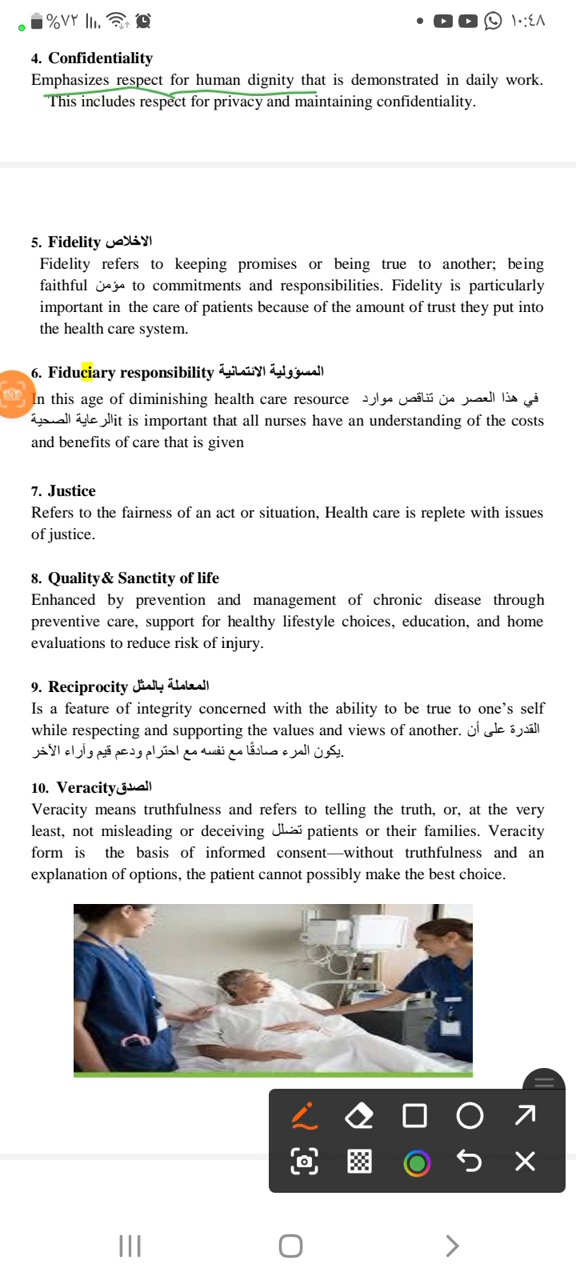 %٧٢ ١٠:٤٨
4. Confidentiality
Emphasizes respect for human dignity that is demonstrated in daily work.
This includes respect for privacy and maintaining confidentiality.
5. Fidelity الاخلاص
Fidelity refers to keeping promises or being true to another; being
faithful مؤمن to commitments and responsibilities. Fidelity is particularly
important in the care of patients because of the amount of trust they put into
the health care system.
6. Fiduciary responsibility المسؤولية الائتمانية
In this age of diminishing health care resource في هذا العصر من تناقص موارد
الرعاية الصحية it is important that all nurses have an understanding of the costs
and benefits of care that is given
7. Justice
Refers to the fairness of an act or situation, Health care is replete with issues
of justice.
8. Quality& Sanctity of life
Enhanced by prevention and management of chronic disease through
preventive care, support for healthy lifestyle choices, education, and home
evaluations to reduce risk of injury.
9. Reciprocity المعاملة بالمثل
Is a feature of integrity concerned with the ability to be true to one’s self
while respecting and supporting the values and views of another. القدرة على أن
يكون المرء صادقًا مع نفسه مع احترام ودعم قيم وآراء الآخر.
10. Veracity الصدق
Veracity means truthfulness and refers to telling the truth, or, at the very
least, not misleading or deceiving تضلل patients or their families. Veracity
form is the basis of informed consent—without truthfulness and an
explanation of options, the patient cannot possibly make the best choice.